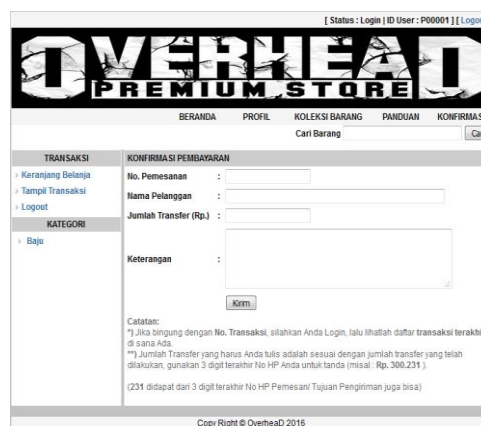 [ Status : Login | ID User : P00001 ] [ Logou
OVERHEAD
PREMIUM STORE
BERANDA PROFIL KOLEKSI BARANG PANDUAN KONFIRMAS
Cari Barang Ca
TRANSAKSI
› Keranjang Belanja
› Tampil Transaksi
› Logout
KATEGORI
› Baju
KONFIRMASI PEMBAYARAN
No. Pemesanan :
Nama Pelanggan :
Jumlah Transfer (Rp.) :
Keterangan :
Kirim
Catatan:
*) Jika bingung dengan No. Transaksi, silahkan Anda Login, lalu lihatlah daftar transaksi terakhi
di sana Ada.
**) Jumlah Transfer yang harus Anda tulis adalah sesuai dengan jumlah transfer yang telah
dilakukan, gunakan 3 digit terakhir No HP Anda untuk tanda (misal : Rp. 300.231 ).
(231 didapat dari 3 digit terakhir No HP Pemesan/ Tujuan Pengiriman juga bisa)
Copy Right © OverheaD 2016